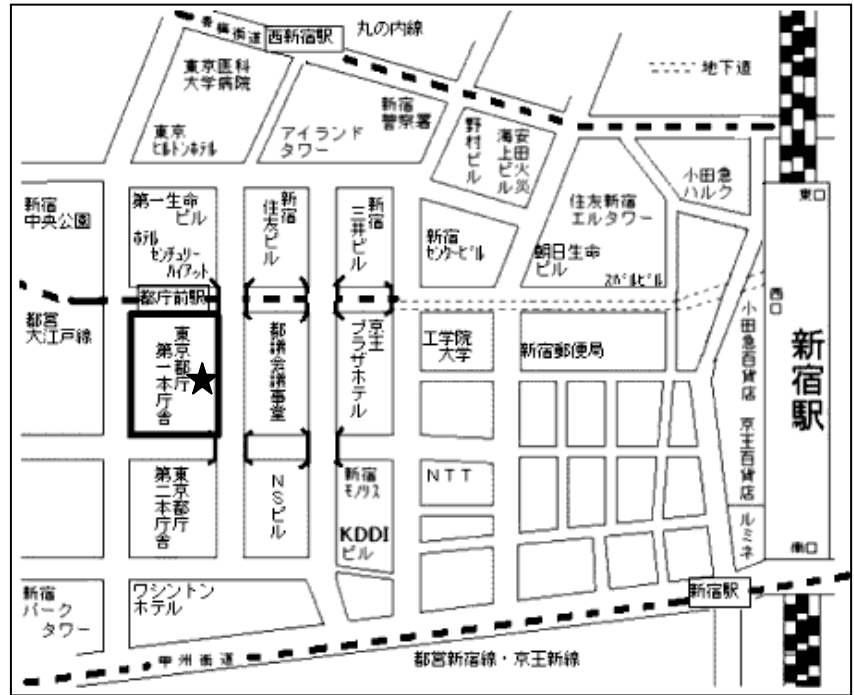 青梅街道
西新宿駅
丸の内線
地下道
東京医科
大学病院
東京
ヒルトンホテル
アイランド
タワー
新宿
警察署
野村ビル
安田火災
海上ビル
小田急
ハルク
東口
新宿
中央公園
第一生命
ビル
ホテル
センチュリー
ハイアット
新宿
住友ビル
新宿
三井ビル
新宿
センタービル
住友新宿
エルタワー
朝日生命
ビル
スバルビル
西口
都庁前駅
都営
大江戸線
東京都庁
第一本庁舎
★
都議会議事堂
京王
プラザホテル
工学院
大学
新宿郵便局
小田急百貨店
京王百貨店
新宿駅
東京都庁
第二本庁舎
NSビル
新宿
モノリス
KDDI
ビル
NTT
ルミネ
南口
新宿
パーク
タワー
ワシントン
ホテル
新宿駅
甲州街道
都営新宿線・京王新線